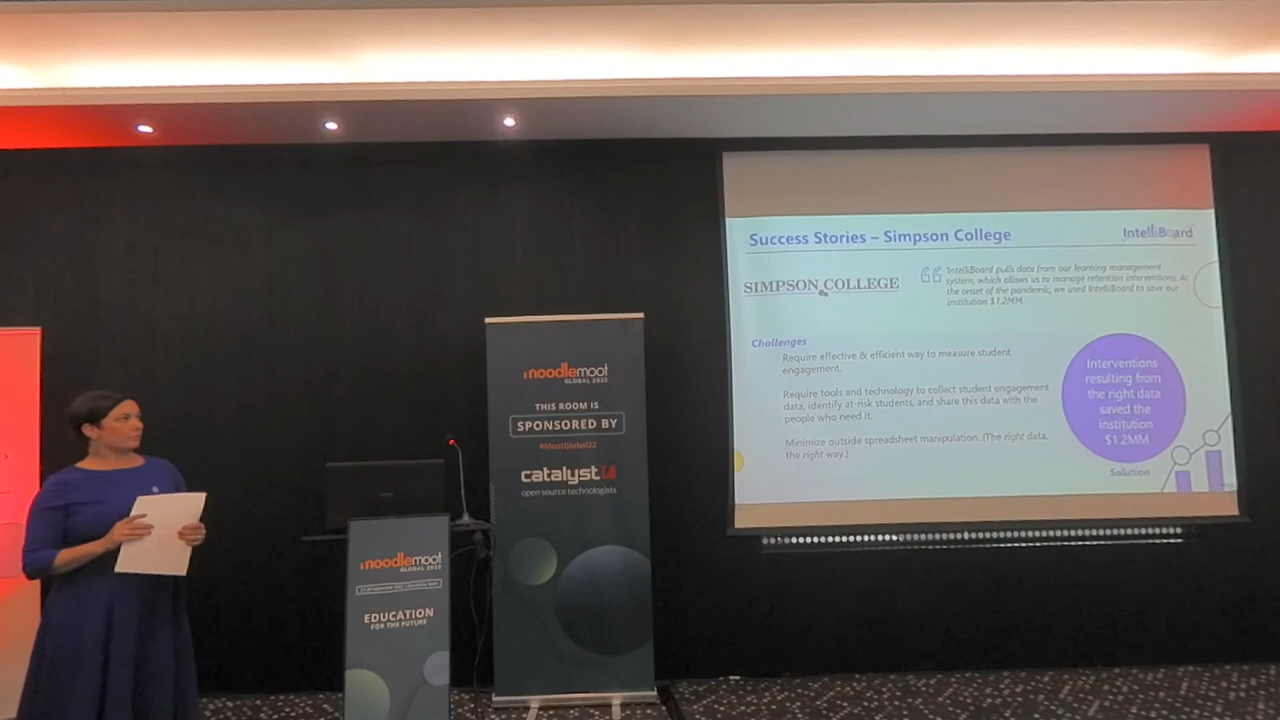 Success Stories – Simpson College
IntelliBoard
SIMPSON COLLEGE
IntelliBoard pulls data from our learning management
system, which allows us to manage retention interventions. At
the onset of the pandemic, we used IntelliBoard to save our
institution $1.2MM.
Challenges
Require effective & efficient way to measure student
engagement.
Require tools and technology to collect student engagement
data, identify at-risk students, and share this data with the
people who need it.
Minimize outside spreadsheet manipulation. (The right data,
the right way.)
Interventions
resulting from
the right data
saved the
institution
$1.2MM
Solution
moodlemoot
GLOBAL 2022
THIS ROOM IS
SPONSORED BY
#MootGlobal22
catalyst
open source technologists
moodlemoot
GLOBAL 2022
EDUCATION
FOR THE FUTURE